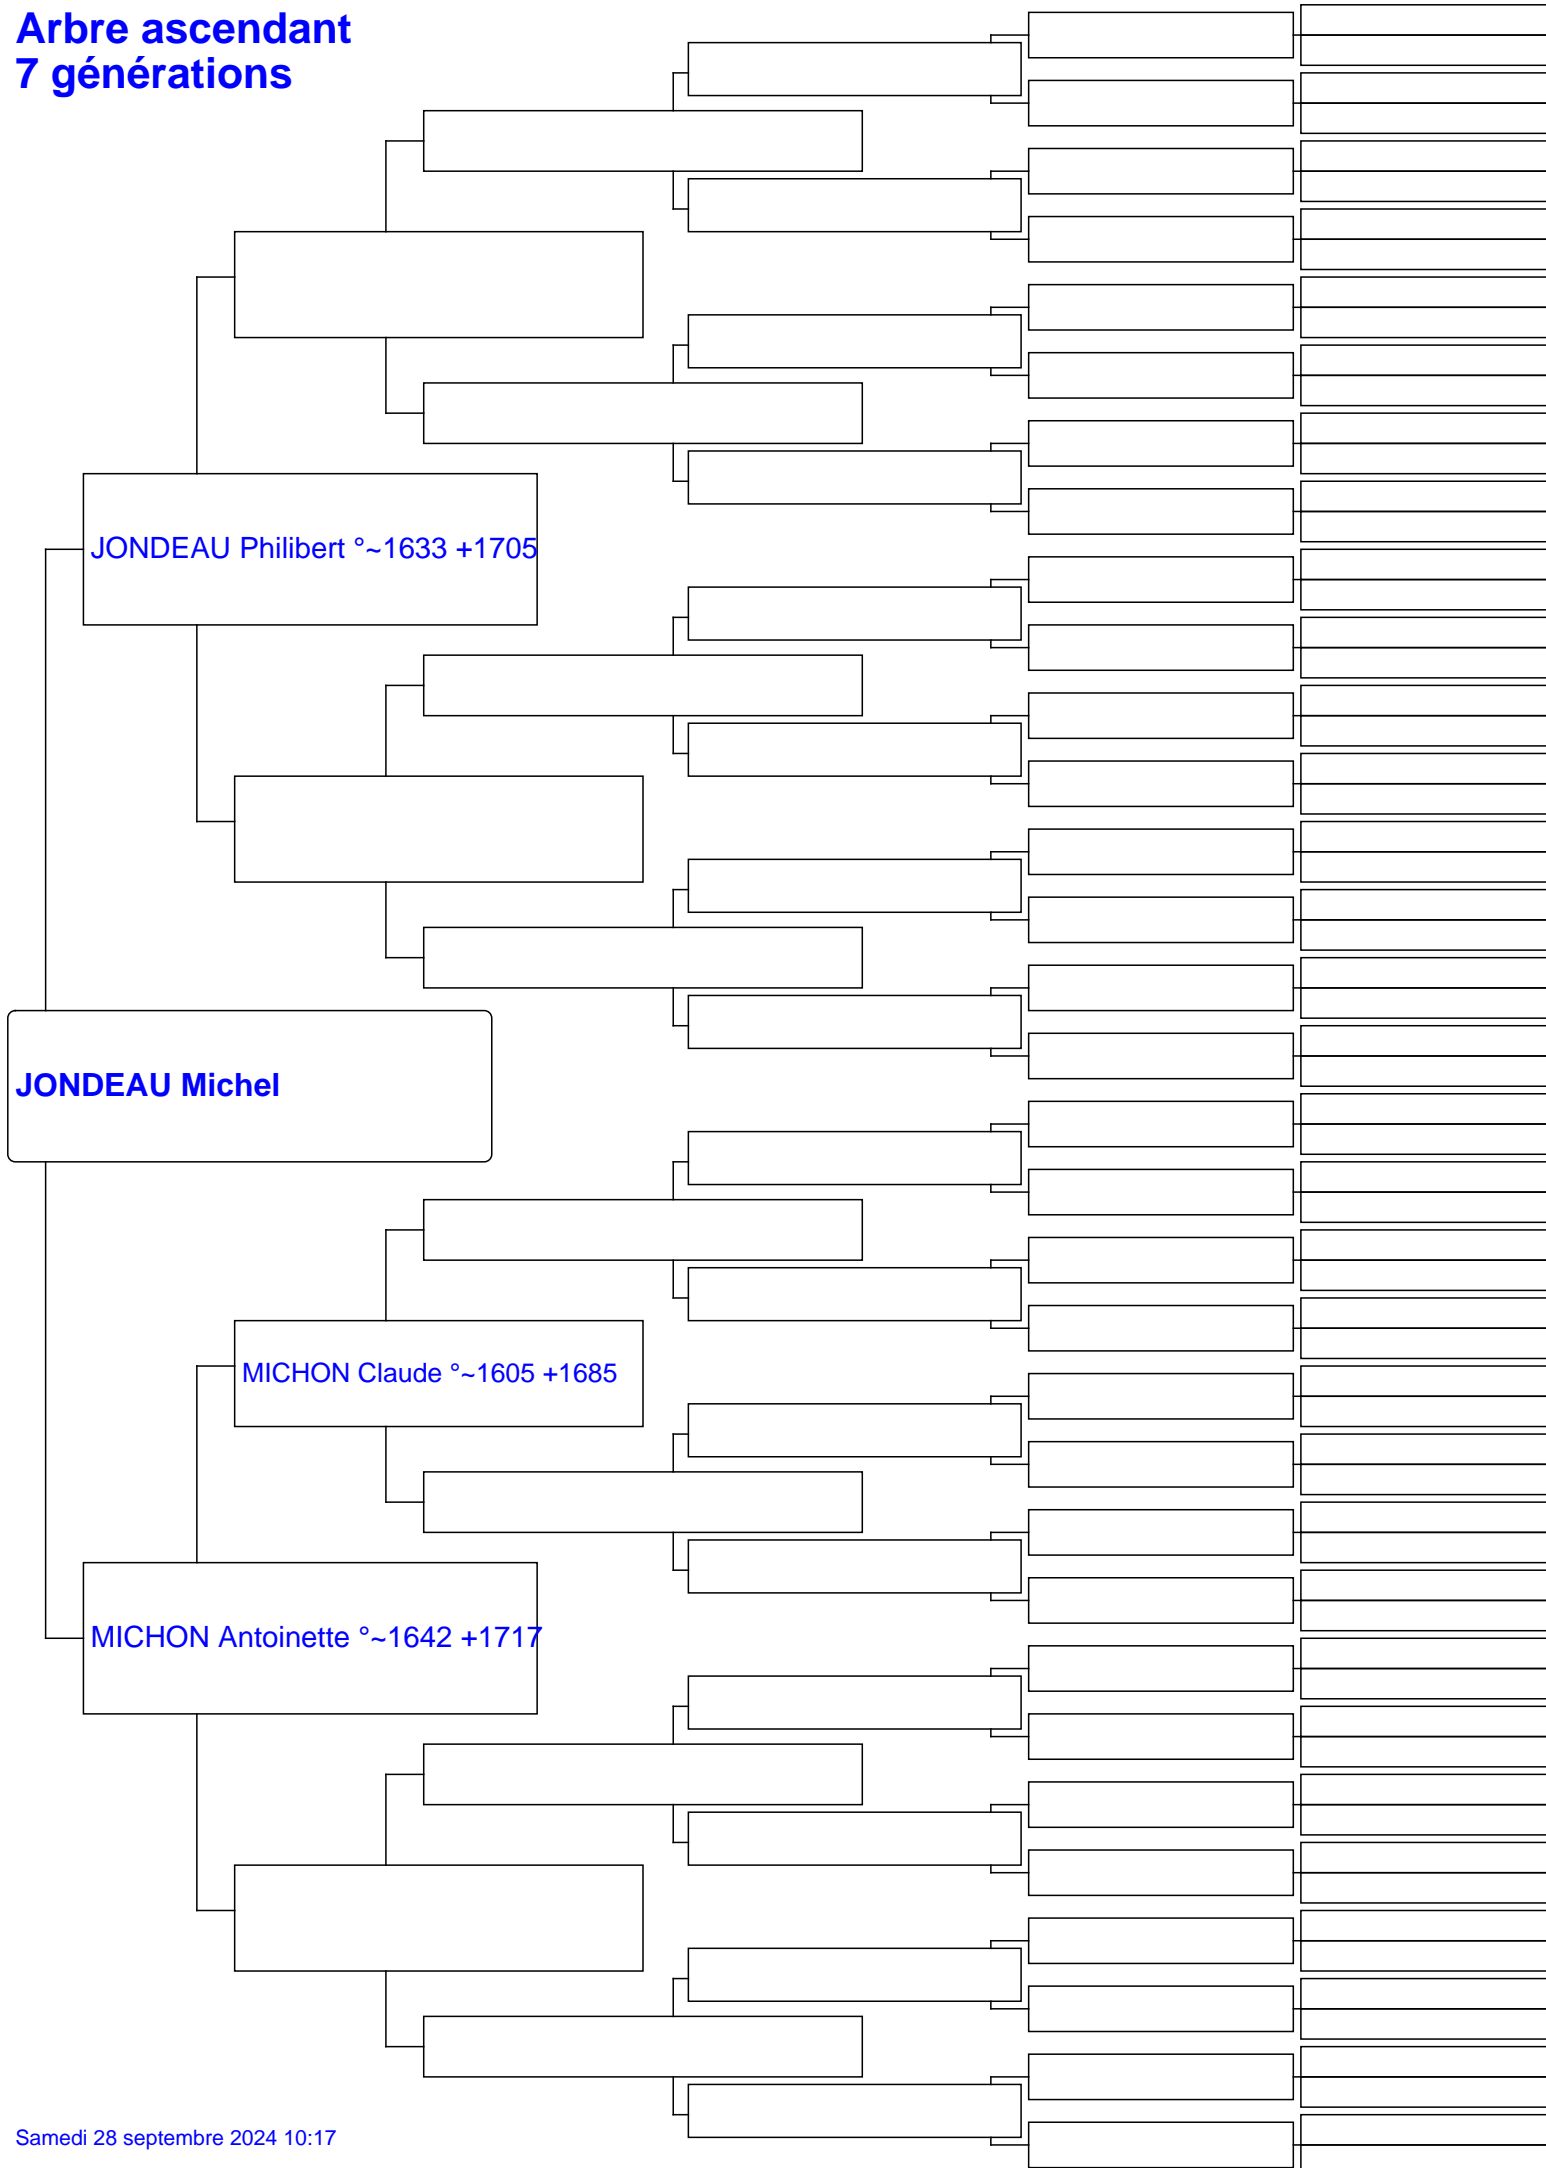 Arbre ascendant
7 générations
JONDEAU Philibert °~1633 +1705
JONDEAU Michel
MICHON Claude °~1605 +1685
MICHON Antoinette °~1642 +1717
Samedi 28 septembre 2024 10:17